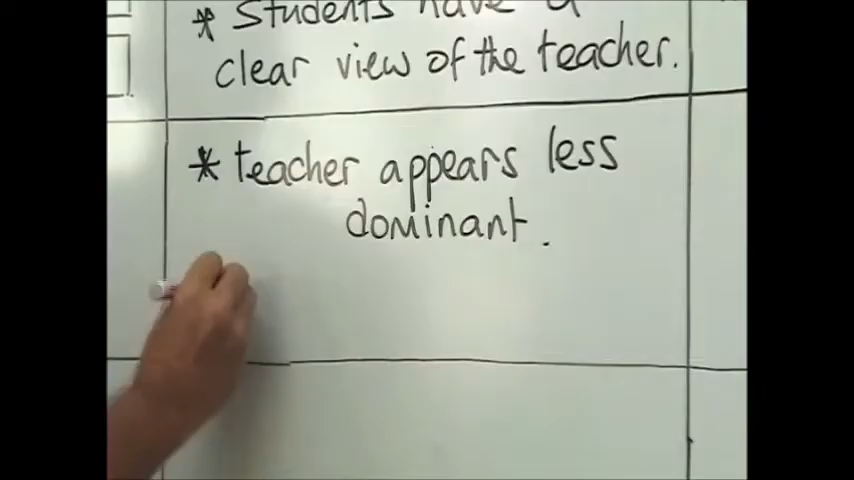 * Students have a
clear view of the teacher.
* teacher appears less
dominant.